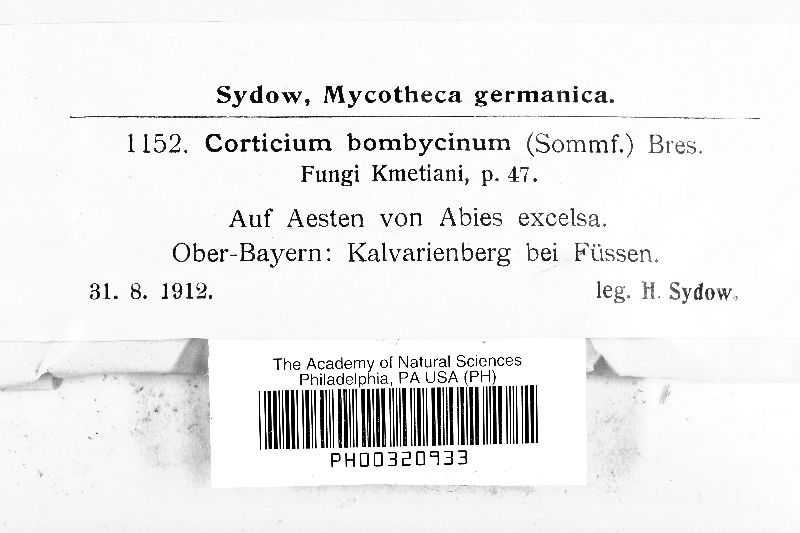 Sydow, Mycotheca germanica.
1152. Corticium bombycinum (Sommf.) Bres.
Fungi Kmetiani, p. 47.
Auf Aesten von Abies excelsa.
Ober-Bayern: Kalvarienberg bei Füssen.
31. 8. 1912. leg. H. Sydow.
The Academy of Natural Sciences
Philadelphia, PA USA (PH)
PH00320933